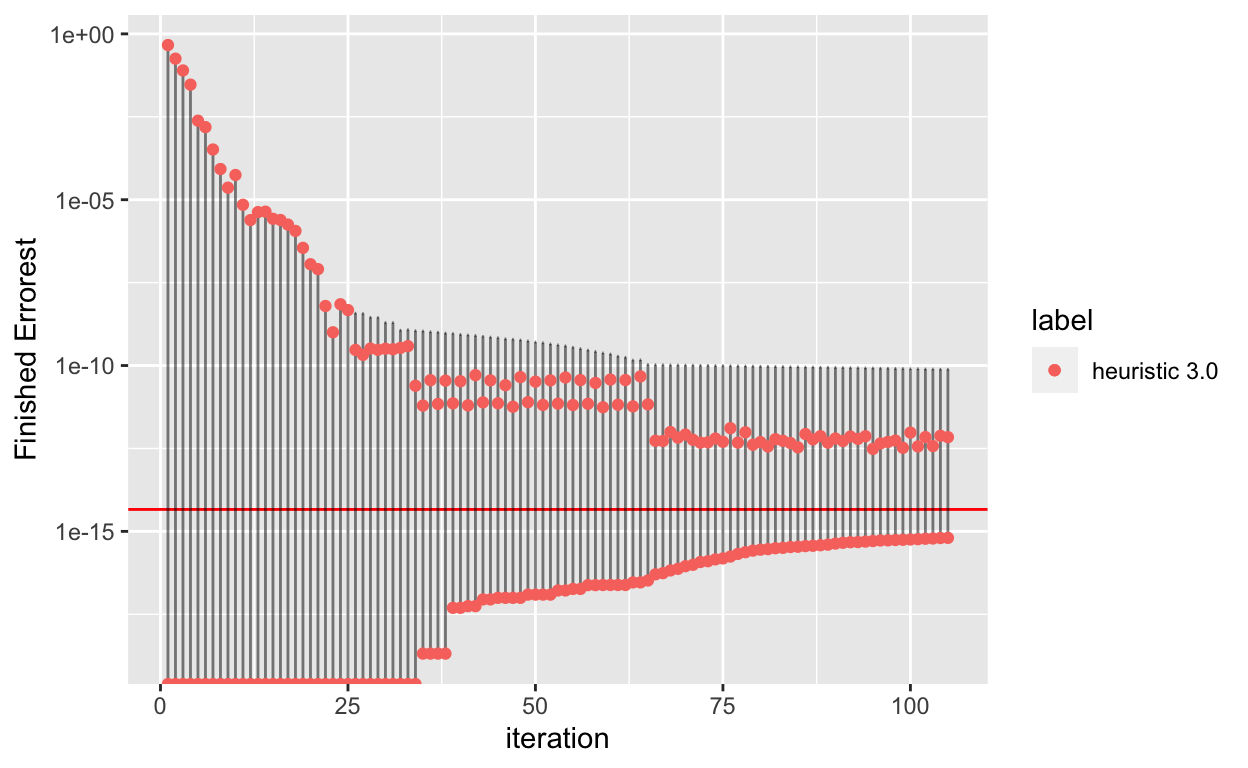 1e+00
1e-05
1e-10
1e-15
Finished Errorest
0
25
50
75
100
iteration
label
heuristic 3.0